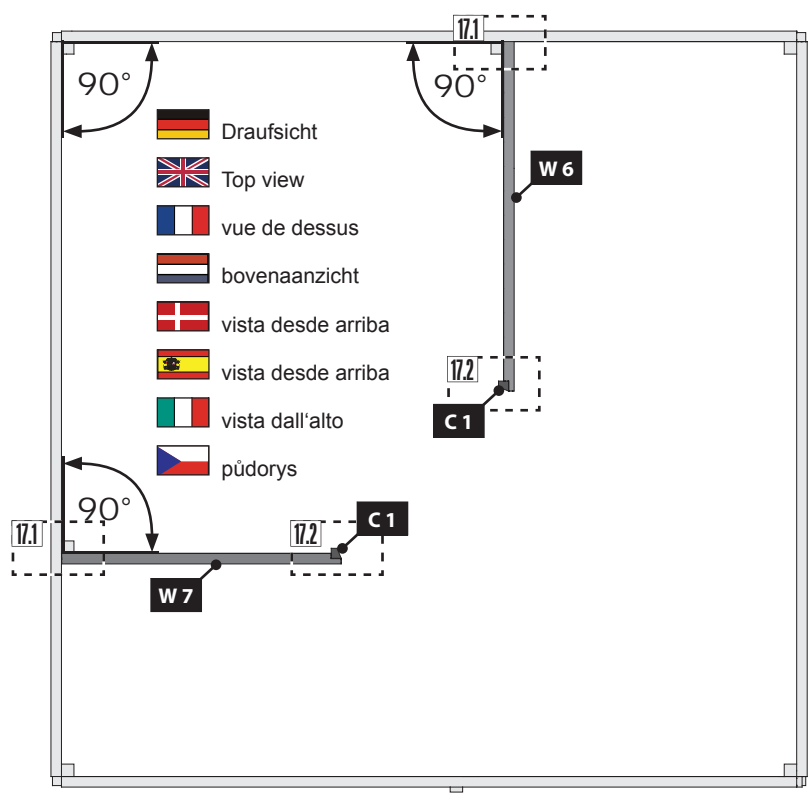 17.1
90°
90°
Draufsicht
Top view
W 6
vue de dessus
bovenaanzicht
vista desde arriba
vista desde arriba
17.2
C 1
vista dall‘alto
půdorys
90°
17.1
17.2
C 1
W 7